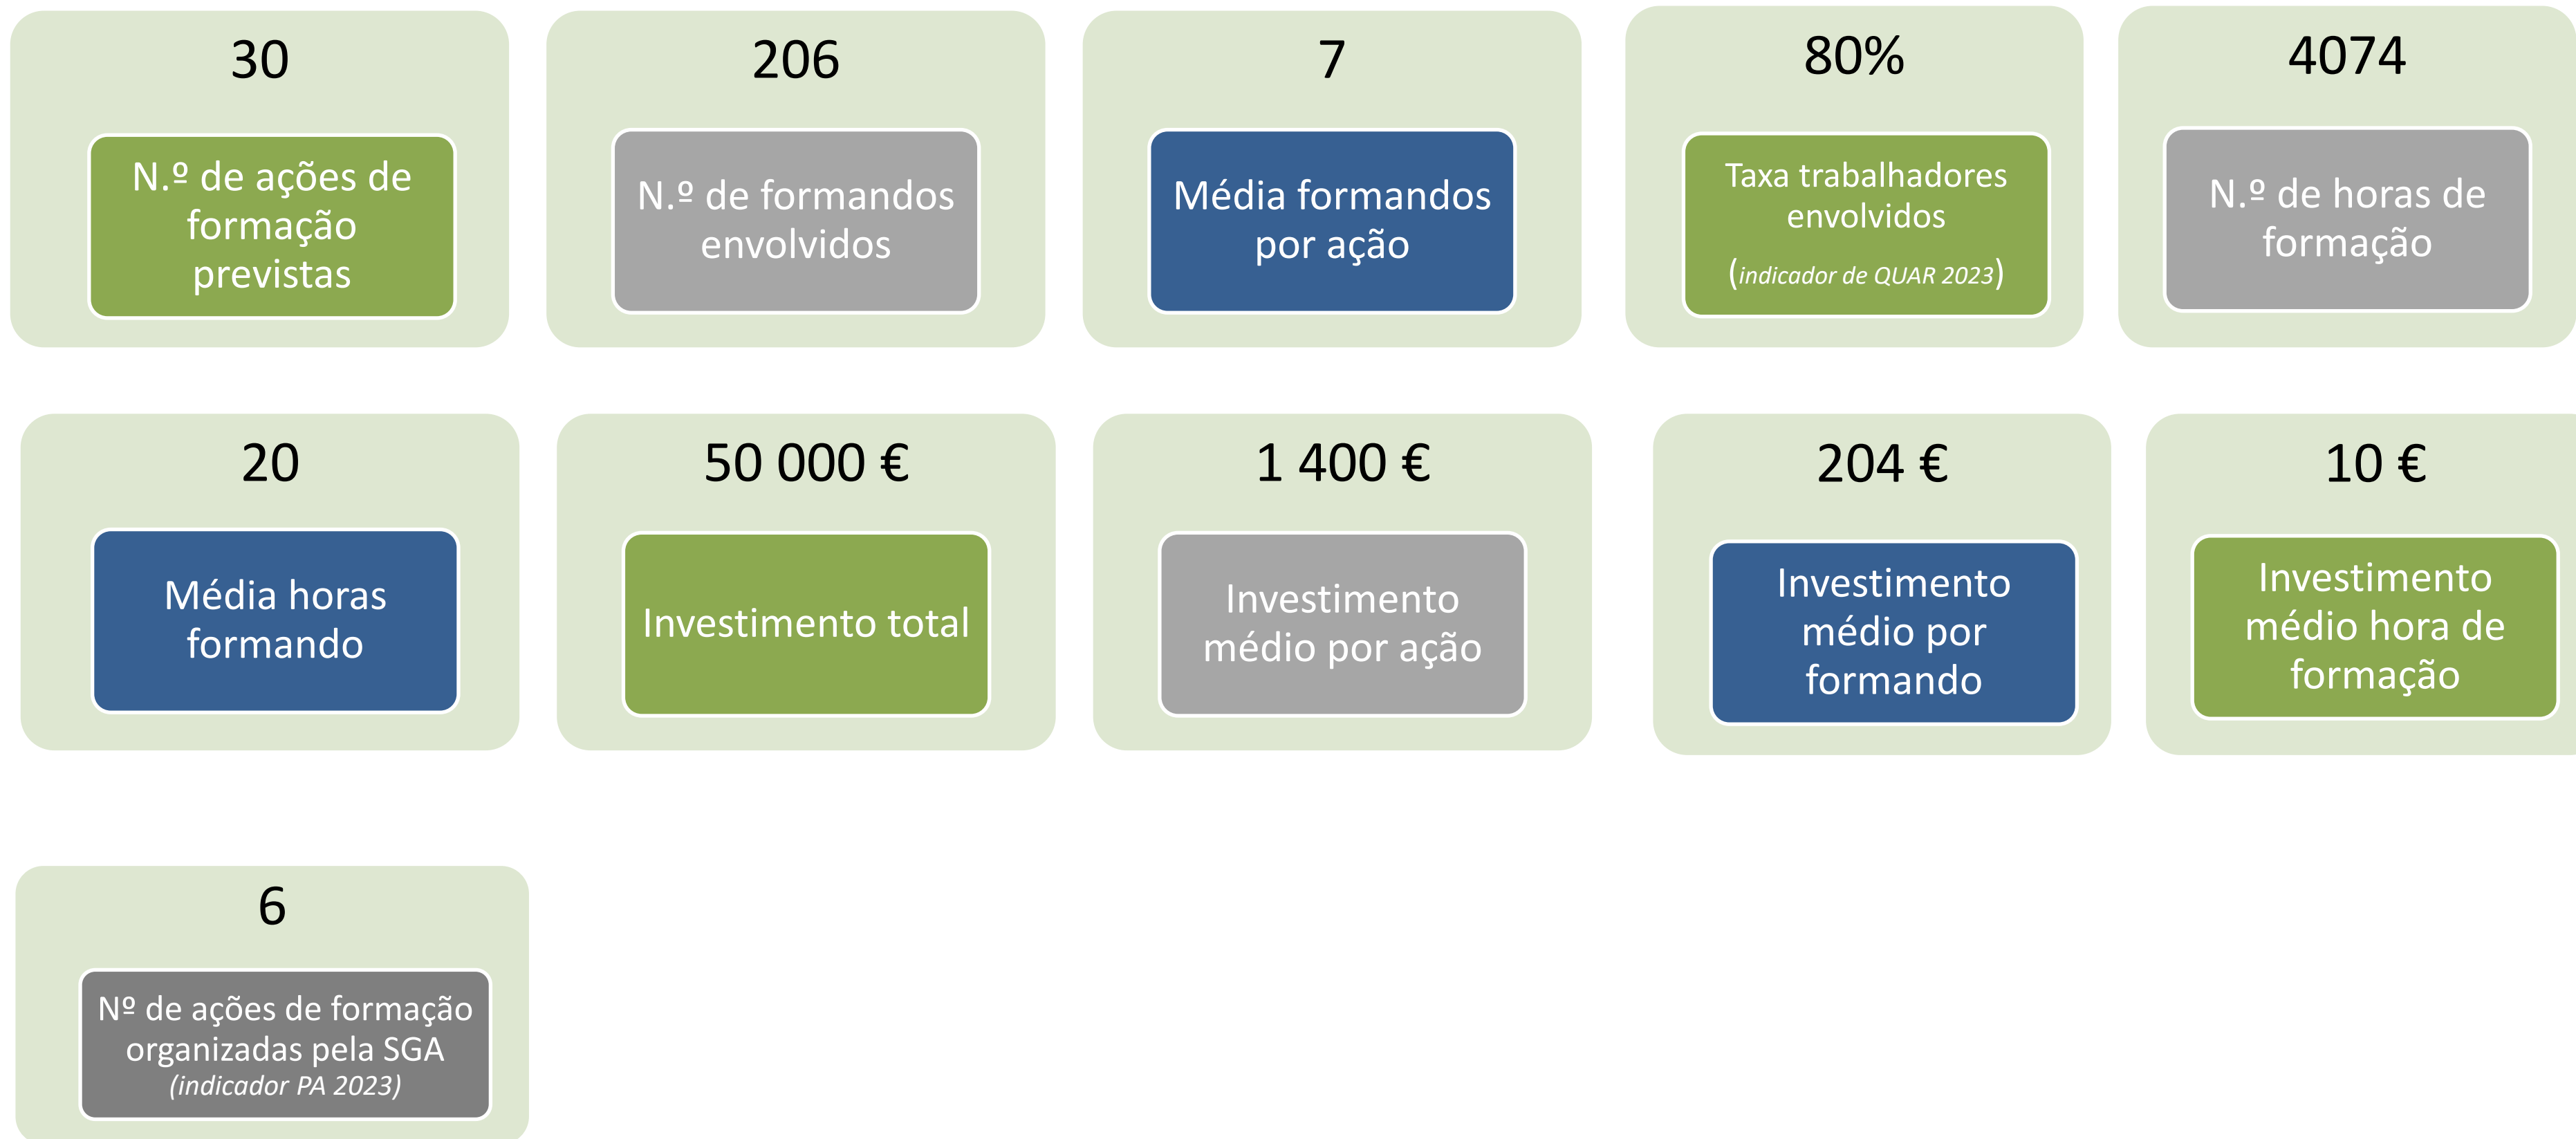 30
N.º de ações de
formação
previstas
206
N.º de formandos
envolvidos
7
Média formandos
por ação
80%
Taxa trabalhadores
envolvidos
(indicador de QUAR 2023)
4074
N.º de horas de
formação
20
Média horas
formando
50 000 €
Investimento total
1 400 €
Investimento
médio por ação
204 €
Investimento
médio por
formando
10 €
Investimento
médio hora de
formação
6
Nº de ações de formação
organizadas pela SGA
(indicador PA 2023)